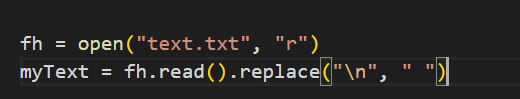 fh = open("text.txt", "r")
myText = fh.read().replace("\n", " ")